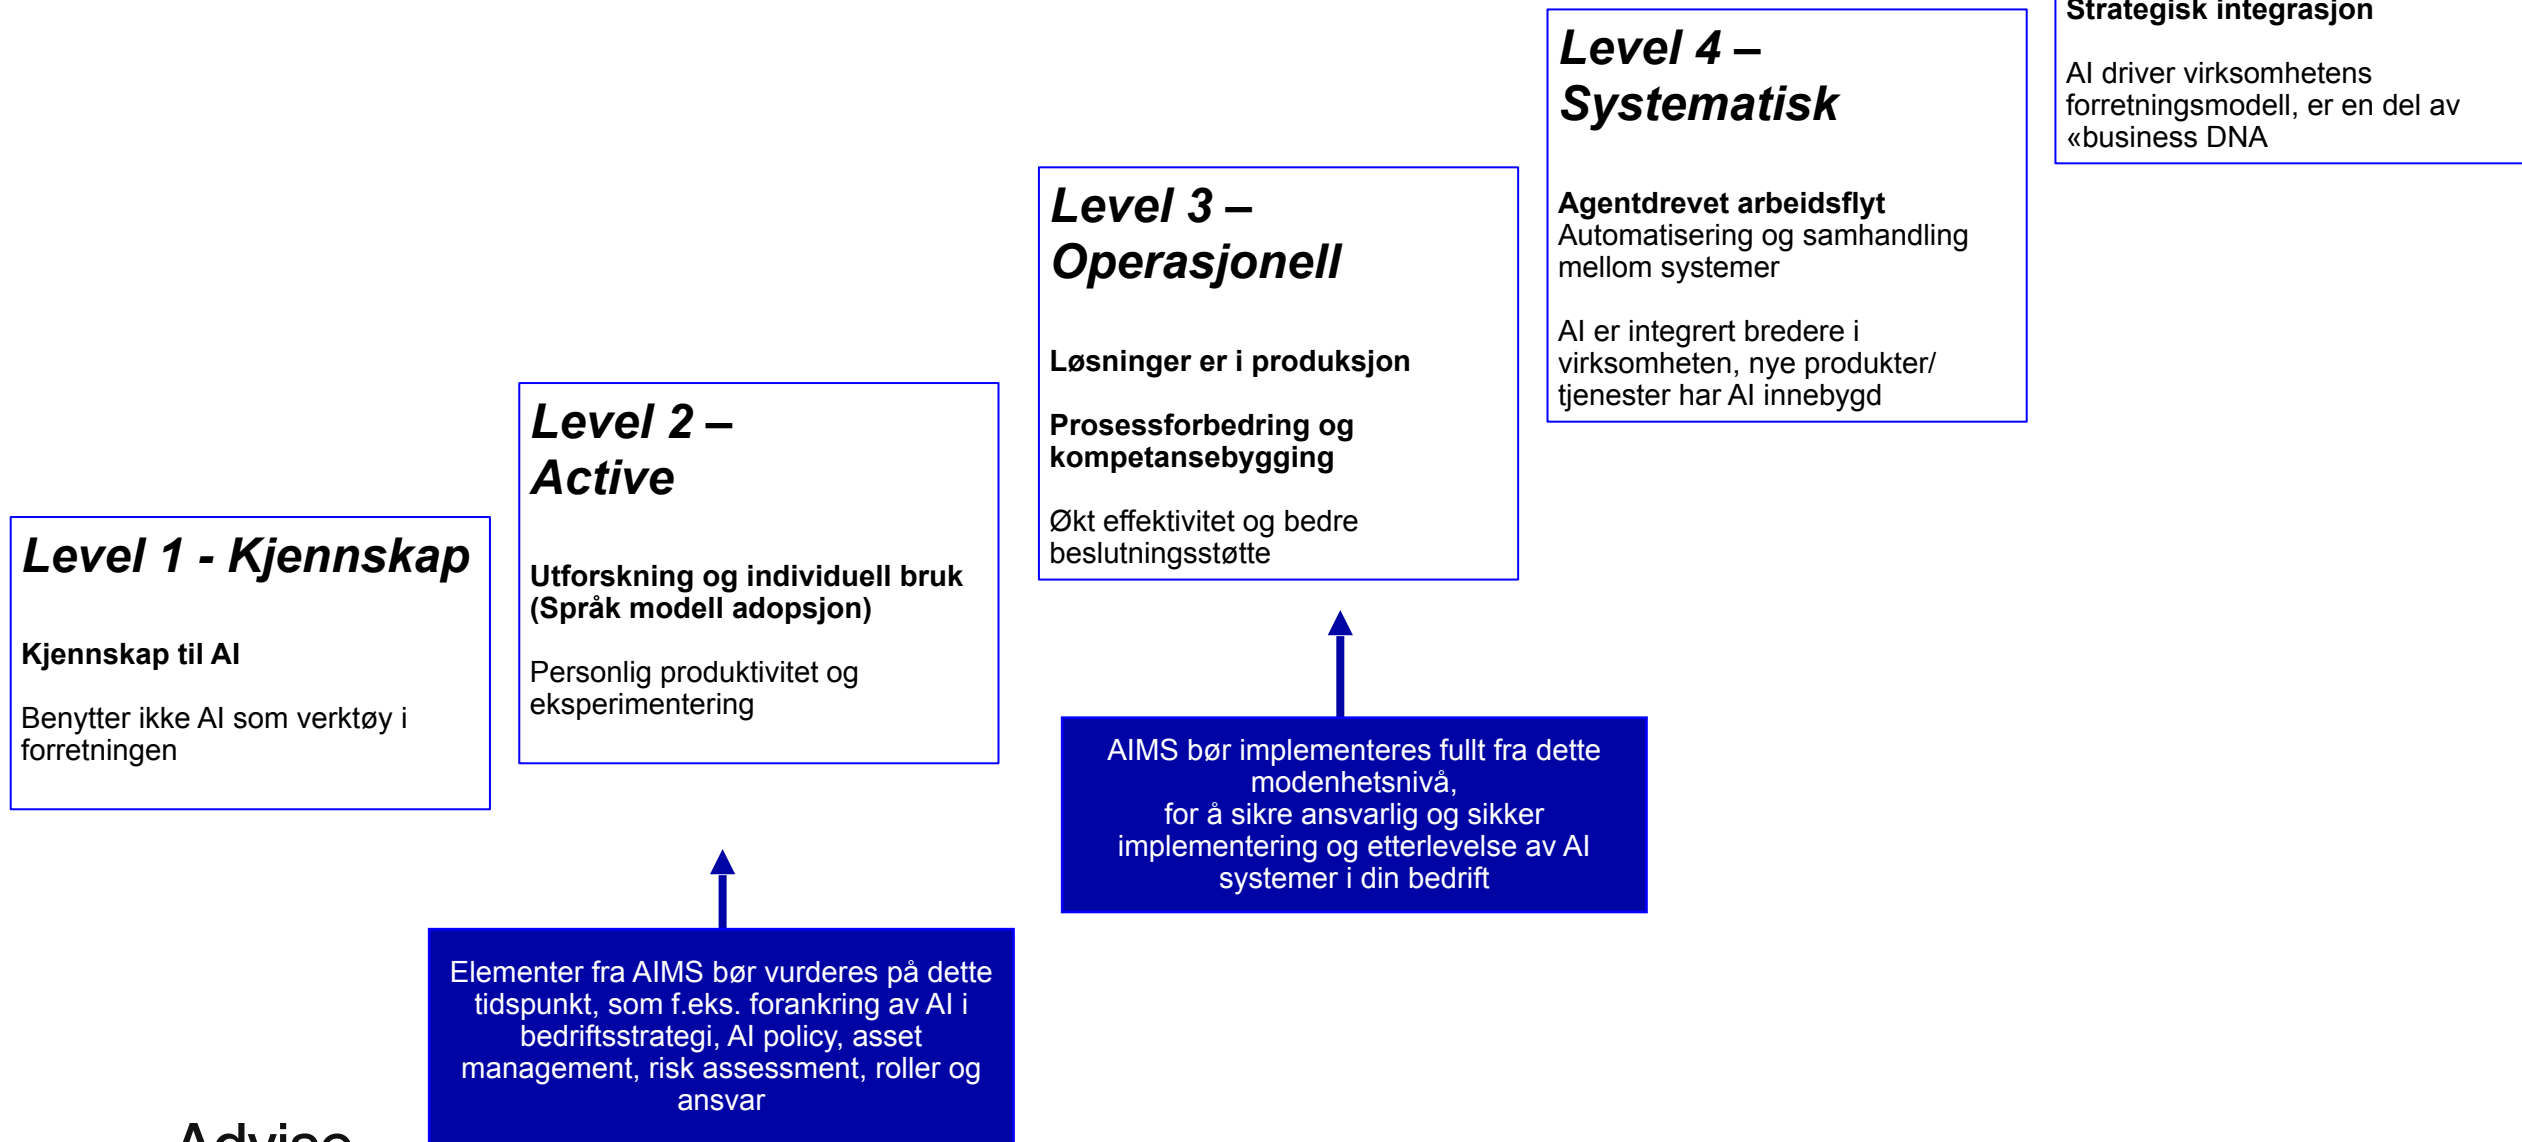 Level 1 - Kjennskap
Kjennskap til AI
Benytter ikke AI som verktøy i
forretningen
Level 2 –
Active
Utforskning og individuell bruk
(Språk modell adopsjon)
Personlig produktivitet og
eksperimentering
Level 3 –
Operasjonell
Løsninger er i produksjon
Prosessforbedring og
kompetansebygging
Økt effektivitet og bedre
beslutningsstøtte
Level 4 –
Systematisk
Agentdrevet arbeidsflyt
Automatisering og samhandling
mellom systemer
AI er integrert bredere i
virksomheten, nye produkter/
tjenester har AI innebygd
Strategisk integrasjon
AI driver virksomhetens
forretningsmodell, er en del av
«business DNA
AIMS bør implementeres fullt fra dette
modenhetsnivå,
for å sikre ansvarlig og sikker
implementering og etterlevelse av AI
systemer i din bedrift
Elementer fra AIMS bør vurderes på dette
tidspunkt, som f.eks. forankring av AI i
bedriftsstrategi, AI policy, asset
management, risk assessment, roller og
ansvar
Advise